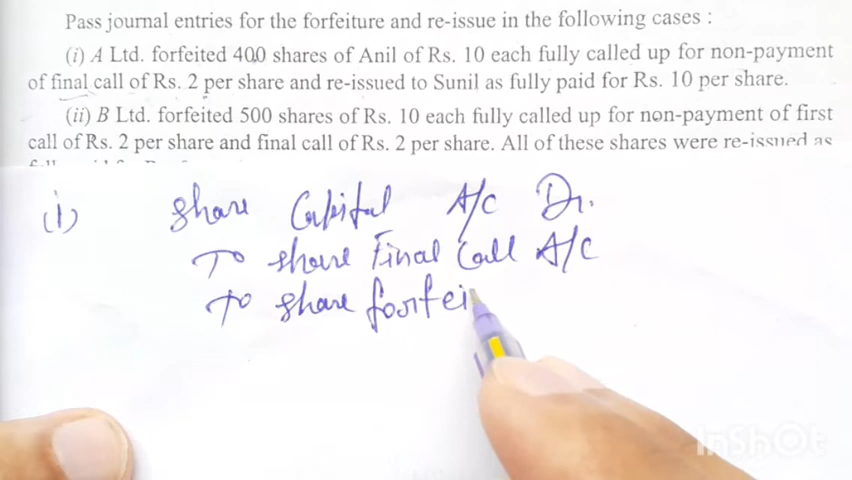 Pass journal entries for the forfeiture and re-issue in the following cases :
(i) A Ltd. forfeited 400 shares of Anil of Rs. 10 each fully called up for non-payment
of final call of Rs. 2 per share and re-issued to Sunil as fully paid for Rs. 10 per share.
(ii) B Ltd. forfeited 500 shares of Rs. 10 each fully called up for non-payment of first
call of Rs. 2 per share and final call of Rs. 2 per share. All of these shares were re-issued as
(i) Share Capital A/C Dr.
To Share Final Call A/C
To Share forfei
InShOt